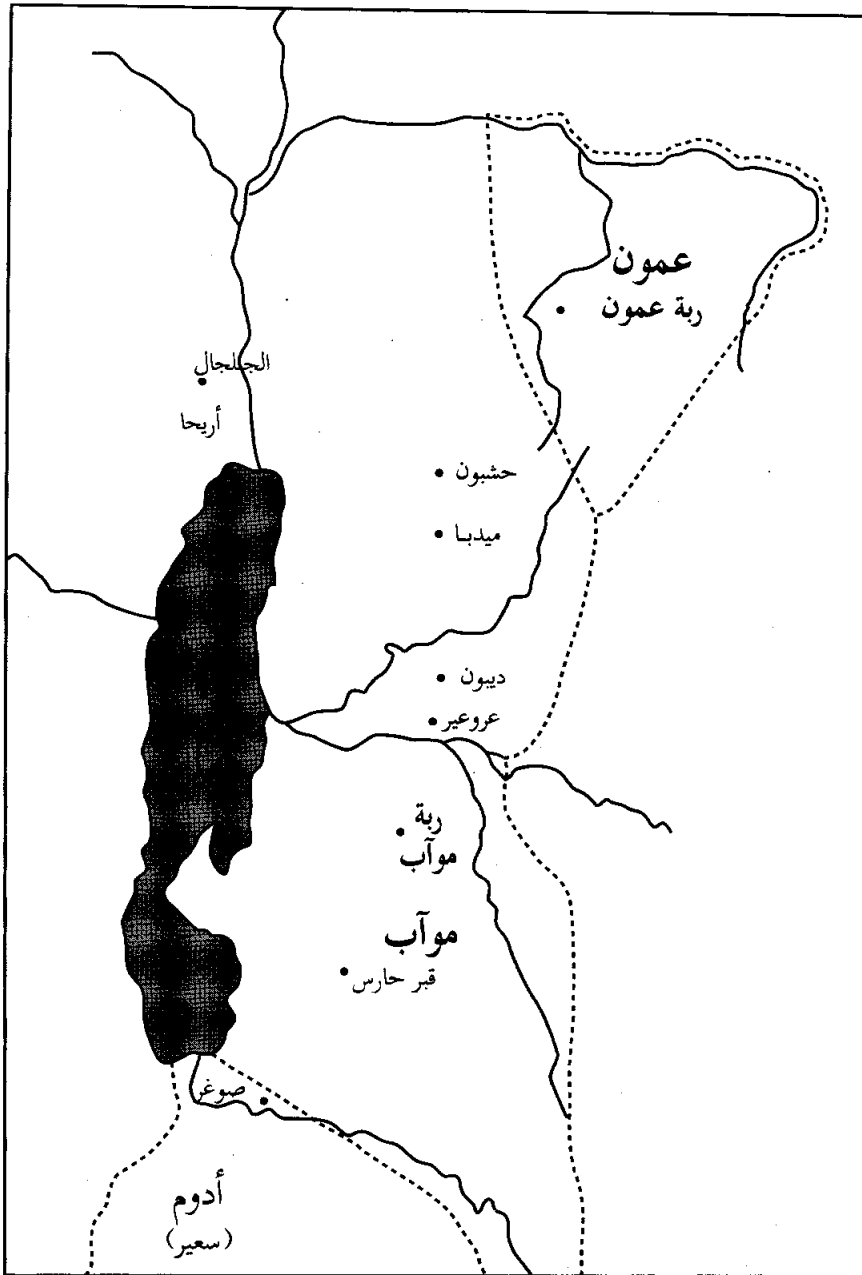 عمون
ربة عمون
الجلجال
أريحا
حشبون
ميدبا
ديبون
عروعير
ربة
موآب
موآب
قبر حارس
صوغر
أدوم
(سعير)